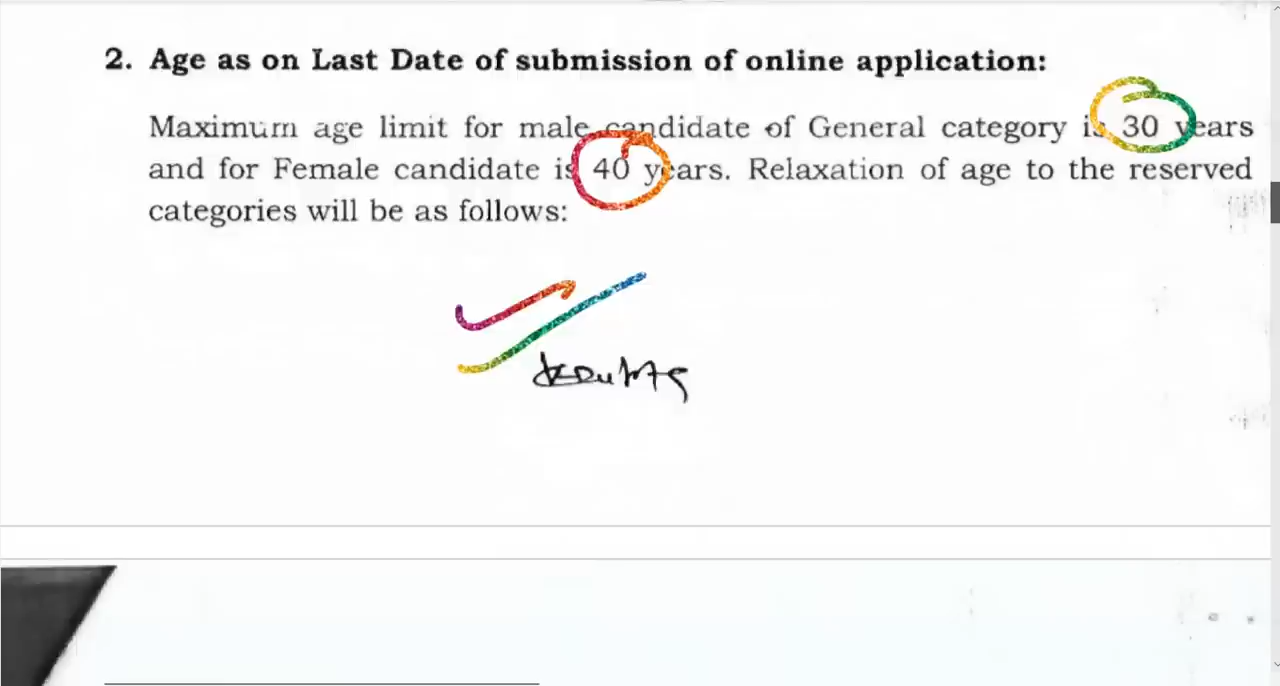 2. Age as on Last Date of submission of online application:
Maximum age limit for male candidate of General category is 30 years
and for Female candidate is 40 years. Relaxation of age to the reserved
categories will be as follows: